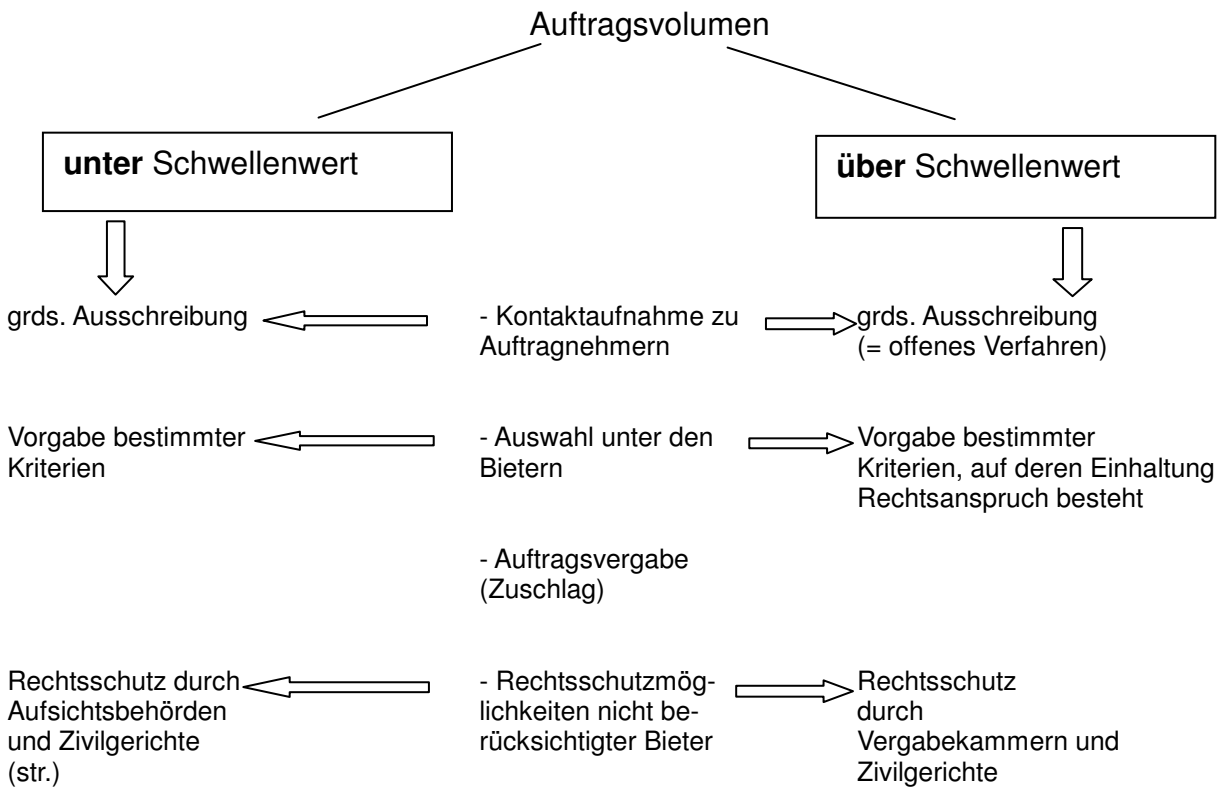 Auftragsvolumen
unter Schwellenwert
über Schwellenwert
grds. Ausschreibung
- Kontaktaufnahme zu
Auftragnehmern
grds. Ausschreibung
(= offenes Verfahren)
Vorgabe bestimmter
Kriterien
- Auswahl unter den
Bietern
Vorgabe bestimmter
Kriterien, auf deren Einhaltung
Rechtsanspruch besteht
- Auftragsvergabe
(Zuschlag)
Rechtsschutz durch
Aufsichtsbehörden
und Zivilgerichte
(str.)
- Rechtsschutzmög-
lichkeiten nicht be-
rücksichtigter Bieter
Rechtsschutz
durch
Vergabekammern und
Zivilgerichte